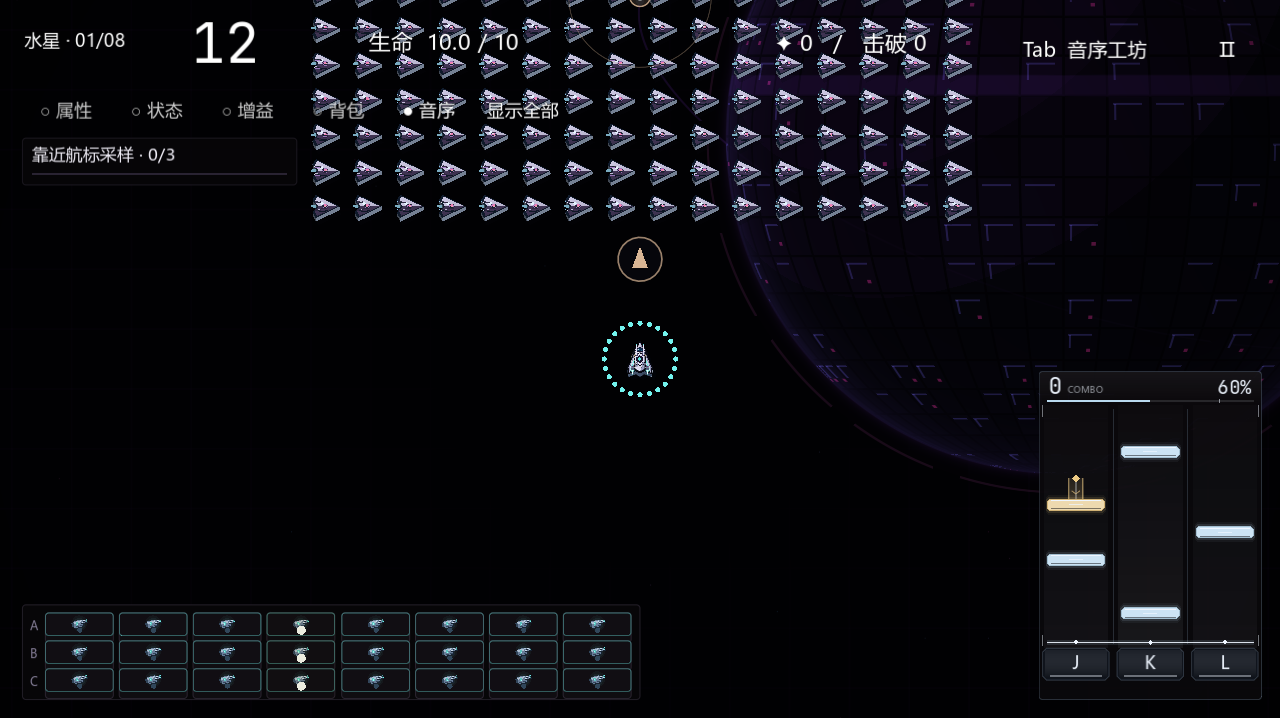 水星 · 01/08
12
生命 10.0 / 10
✦ 0 / 击破 0
Tab 音序工坊
II
○ 属性 ○ 状态 ○ 增益 ○ 背包 ● 音序 显示全部
靠近航标采样 · 0/3
0 COMBO 60%
J K L
A
B
C